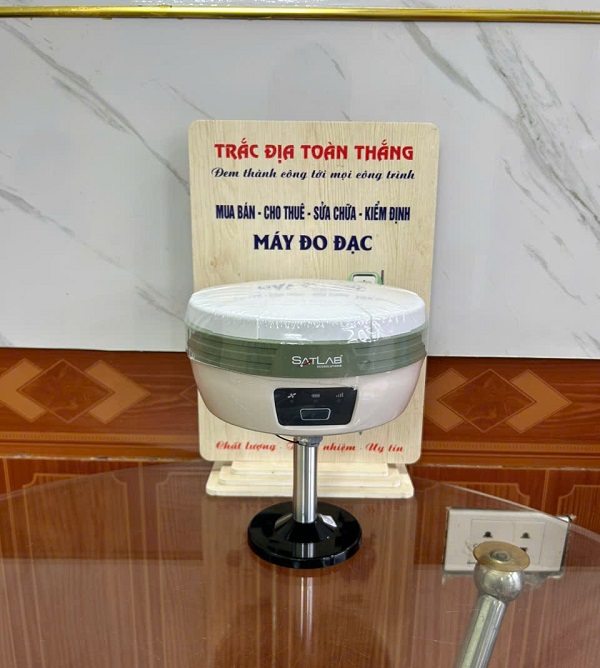 TRẮC ĐỊA TOÀN THẮNG
Đem thành công tới mọi công trình
MUA BÁN - CHO THUÊ - SỬA CHỮA - KIỂM ĐỊNH
MÁY ĐO ĐẠC
SATLAB
Chất lượng - nhiệm - Uy tín